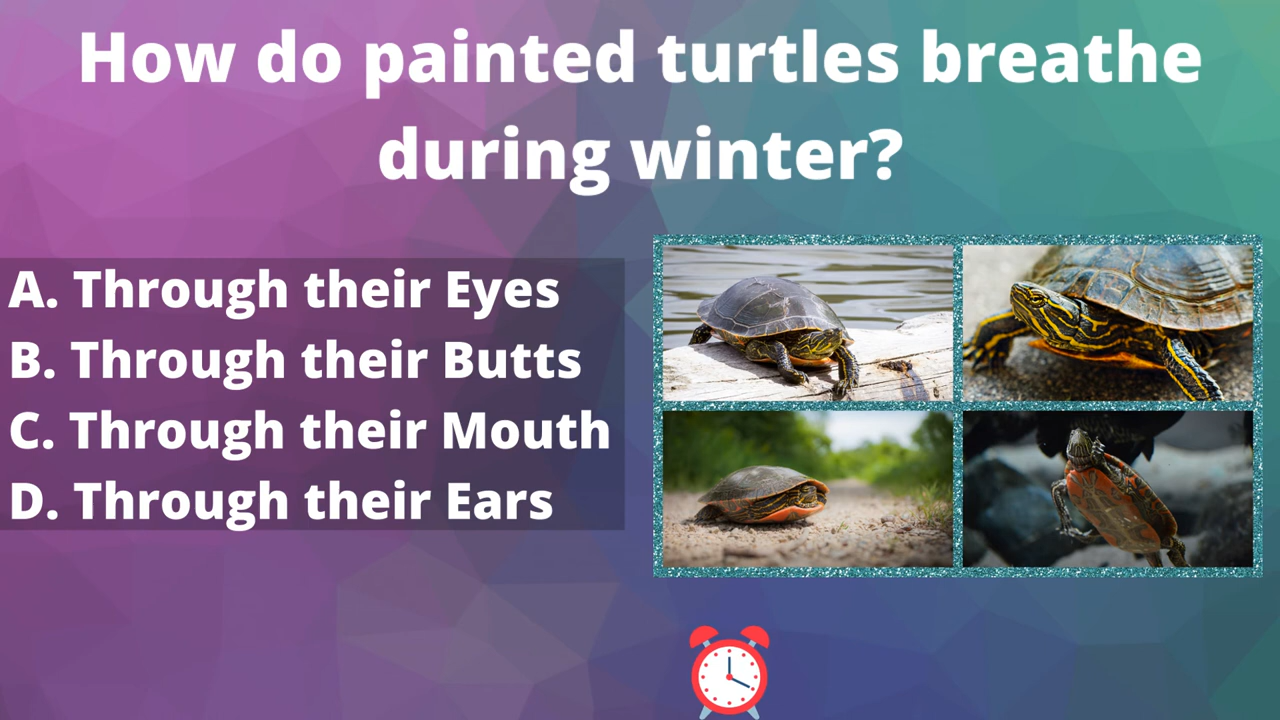 How do painted turtles breathe
during winter?
A. Through their Eyes
B. Through their Butts
C. Through their Mouth
D. Through their Ears